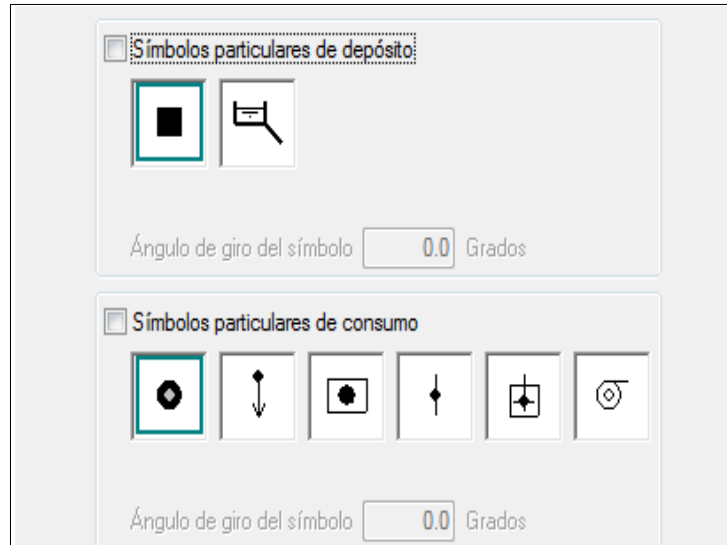 Símbolos particulares de depósito
Ángulo de giro del símbolo 0.0 Grados
Símbolos particulares de consumo
Ángulo de giro del símbolo 0.0 Grados